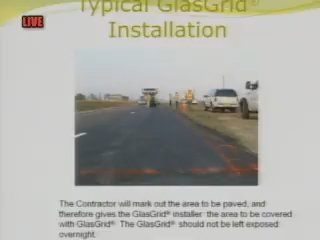 Typical GlasGrid®
LIVE
Installation
The Contractor will mark out the area to be paved, and
therefore gives the GlasGrid® installer the area to be covered
with GlasGrid®. The GlasGrid® should not be left exposed
overnight.